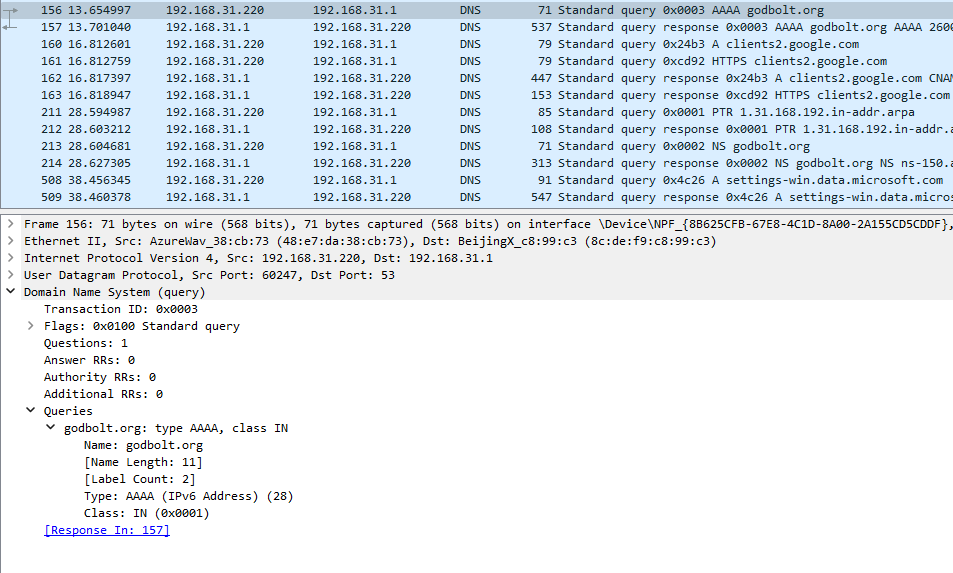 156 13.654997 192.168.31.220 192.168.31.1 DNS 71 Standard query 0x0003 AAAA godbolt.org
157 13.701040 192.168.31.1 192.168.31.220 DNS 537 Standard query response 0x0003 AAAA godbolt.org AAAA 2600
160 16.812601 192.168.31.220 192.168.31.1 DNS 79 Standard query 0x24b3 A clients2.google.com
161 16.812759 192.168.31.220 192.168.31.1 DNS 79 Standard query 0xcd92 HTTPS clients2.google.com
162 16.817397 192.168.31.1 192.168.31.220 DNS 447 Standard query response 0x24b3 A clients2.google.com CNA
163 16.818947 192.168.31.1 192.168.31.220 DNS 153 Standard query response 0xcd92 HTTPS clients2.google.com
211 28.594987 192.168.31.220 192.168.31.1 DNS 85 Standard query 0x0001 PTR 1.31.168.192.in-addr.arpa
212 28.603212 192.168.31.1 192.168.31.220 DNS 108 Standard query response 0x0001 PTR 1.31.168.192.in-addr.a
213 28.604681 192.168.31.220 192.168.31.1 DNS 71 Standard query 0x0002 NS godbolt.org
214 28.627305 192.168.31.1 192.168.31.220 DNS 313 Standard query response 0x0002 NS godbolt.org NS ns-150.a
508 38.456345 192.168.31.220 192.168.31.1 DNS 91 Standard query 0x4c26 A settings-win.data.microsoft.com
509 38.460378 192.168.31.1 192.168.31.220 DNS 547 Standard query response 0x4c26 A settings-win.data.micros
Frame 156: 71 bytes on wire (568 bits), 71 bytes captured (568 bits) on interface \Device\NPF_{8B625CFB-67E8-4C1D-8A00-2A155CD5CDDF},
Ethernet II, Src: AzureWav_38:cb:73 (48:e7:da:38:cb:73), Dst: BeijingX_c8:99:c3 (8c:de:f9:c8:99:c3)
Internet Protocol Version 4, Src: 192.168.31.220, Dst: 192.168.31.1
User Datagram Protocol, Src Port: 60247, Dst Port: 53
Domain Name System (query)
Transaction ID: 0x0003
Flags: 0x0100 Standard query
Questions: 1
Answer RRs: 0
Authority RRs: 0
Additional RRs: 0
Queries
godbolt.org: type AAAA, class IN
Name: godbolt.org
[Name Length: 11]
[Label Count: 2]
Type: AAAA (IPv6 Address) (28)
Class: IN (0x0001)
[Response In: 157]